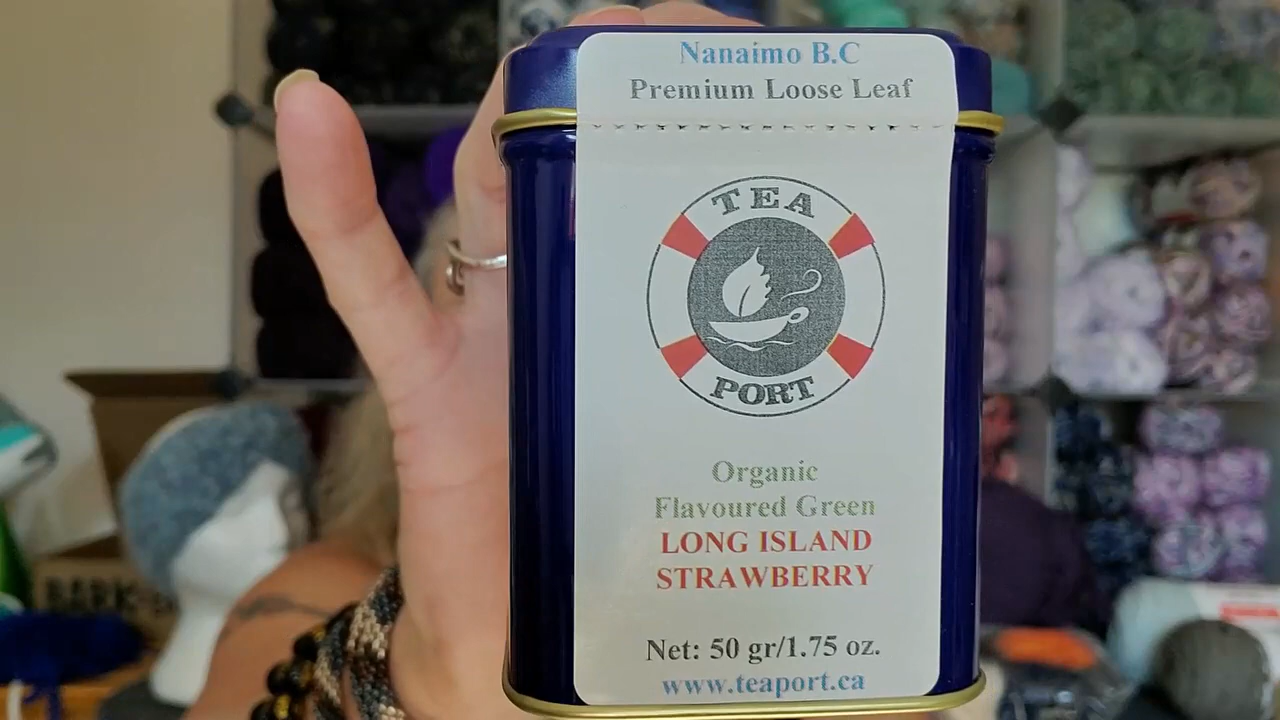 Nanaimo B.C
Premium Loose Leaf
TEA
PORT
Organic
Flavoured Green
LONG ISLAND
STRAWBERRY
Net: 50 gr/1.75 oz.
www.teaport.ca